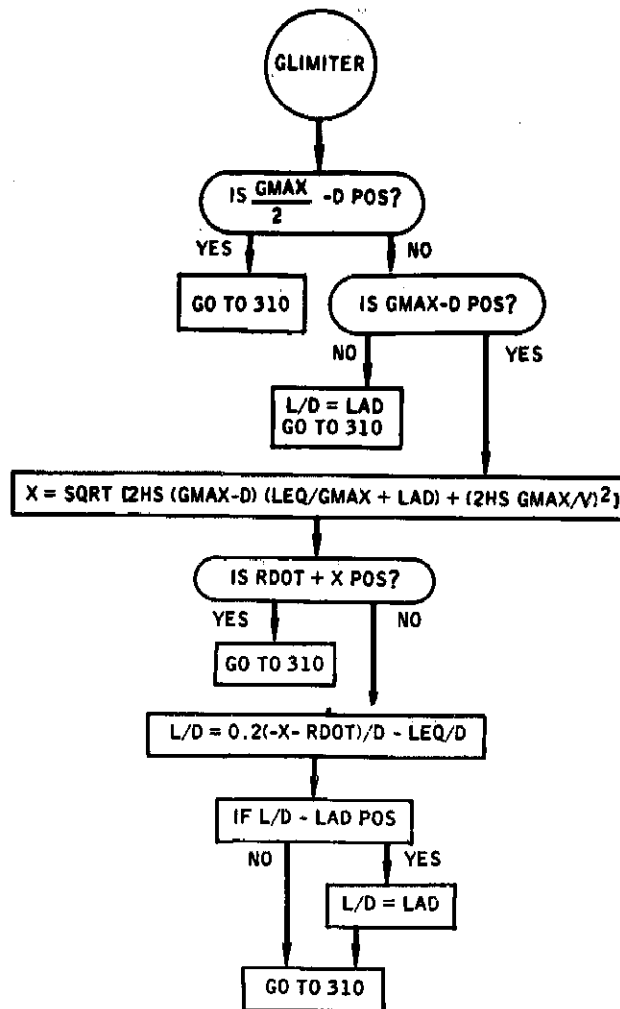 GLIMITER
IS GMAX/2 -D POS?
YES
NO
GO TO 310
IS GMAX-D POS?
NO
YES
L/D = LAD
GO TO 310
X = SQRT [2HS (GMAX-D) (LEQ/GMAX + LAD) + (2HS GMAX/V)²]
IS RDOT + X POS?
YES
NO
GO TO 310
L/D = 0.2(-X- RDOT)/D - LEQ/D
IF L/D - LAD POS
NO
YES
L/D = LAD
GO TO 310